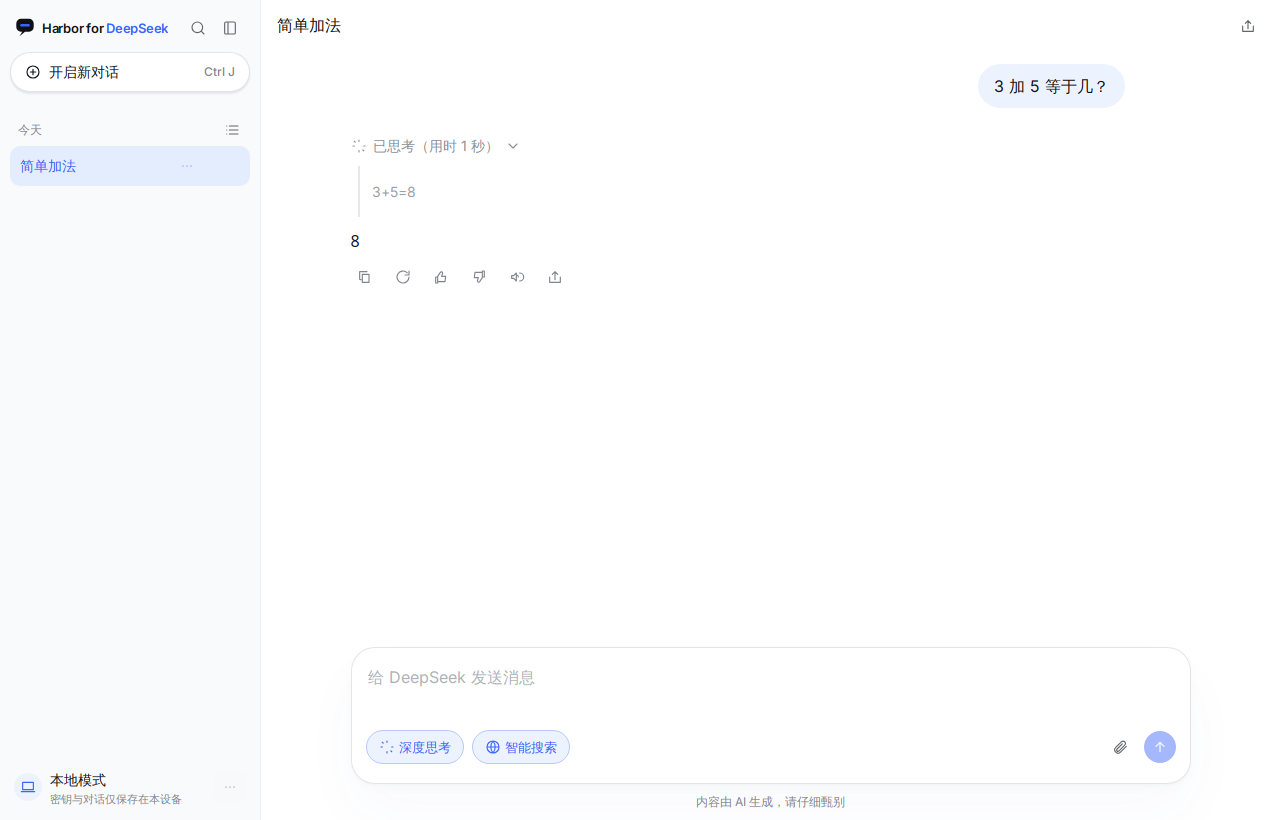 Harbor for DeepSeek
开启新对话 Ctrl J
今天
简单加法
本地模式
密钥与对话仅保存在本设备
简单加法
3 加 5 等于几？
已思考（用时 1 秒）
3+5=8
8
给 DeepSeek 发送消息
深度思考 智能搜索
内容由 AI 生成，请仔细甄别